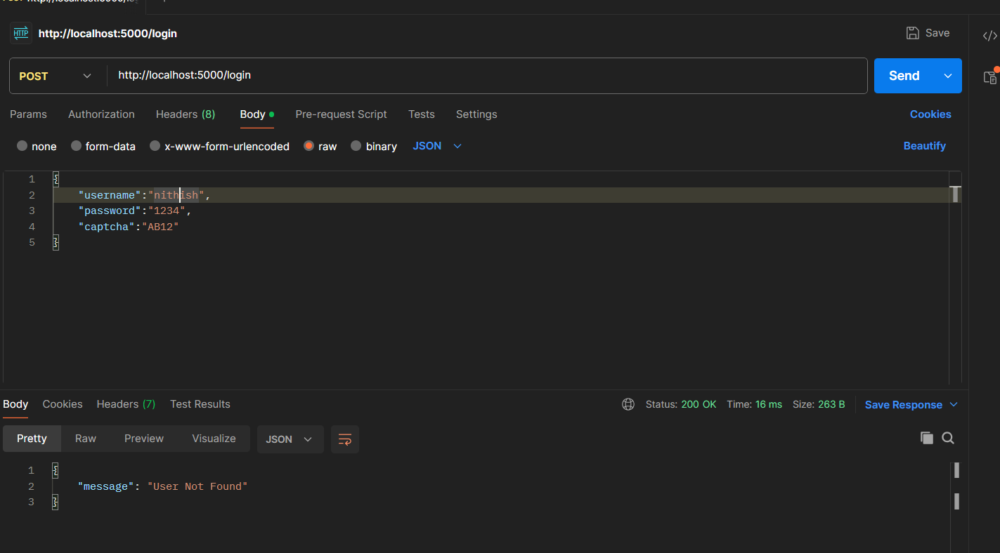 HTTP http://localhost:5000/login Save
POST http://localhost:5000/login Send
Params Authorization Headers (8) Body Pre-request Script Tests Settings Cookies
none form-data x-www-form-urlencoded raw binary JSON Beautify
1 {
2 "username":"nithish",
3 "password":"1234",
4 "captcha":"AB12"
5 }
Body Cookies Headers (7) Test Results Status: 200 OK Time: 16 ms Size: 263 B Save Response
Pretty Raw Preview Visualize JSON
1 {
2 "message": "User Not Found"
3 }